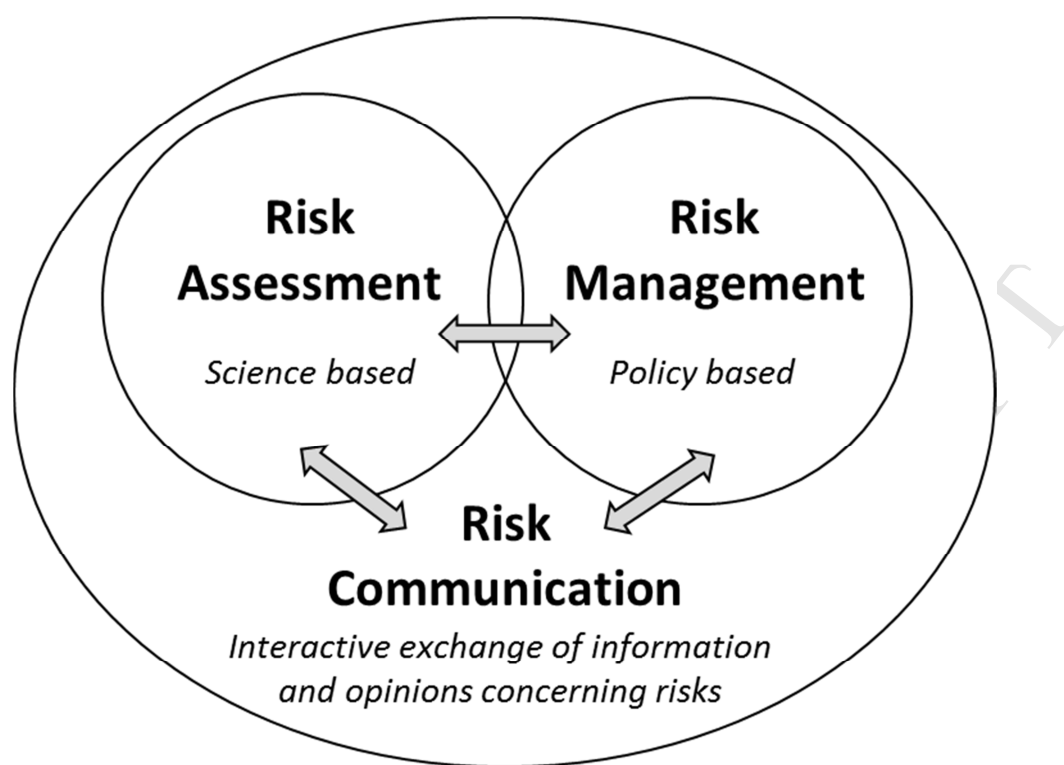 Risk
Assessment
Science based
Risk
Management
Policy based
Risk
Communication
Interactive exchange of information
and opinions concerning risks